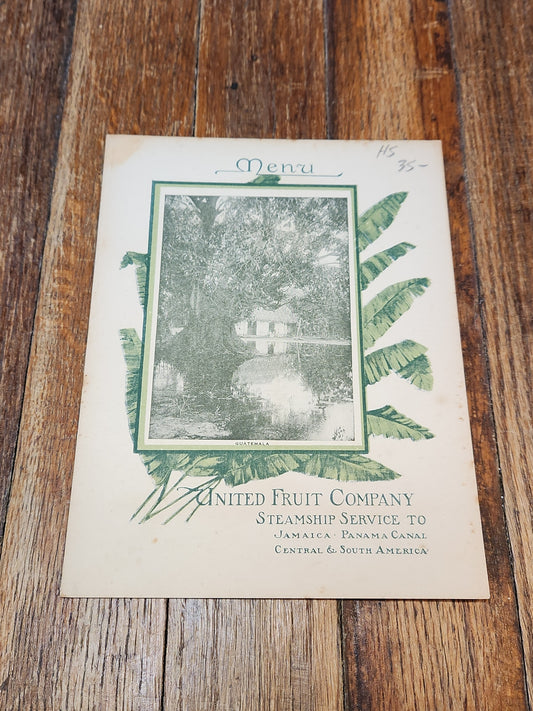 Menu
HS
35-
GUATEMALA
UNITED FRUIT COMPANY
STEAMSHIP SERVICE TO
JAMAICA · PANAMA CANAL
CENTRAL & SOUTH AMERICA